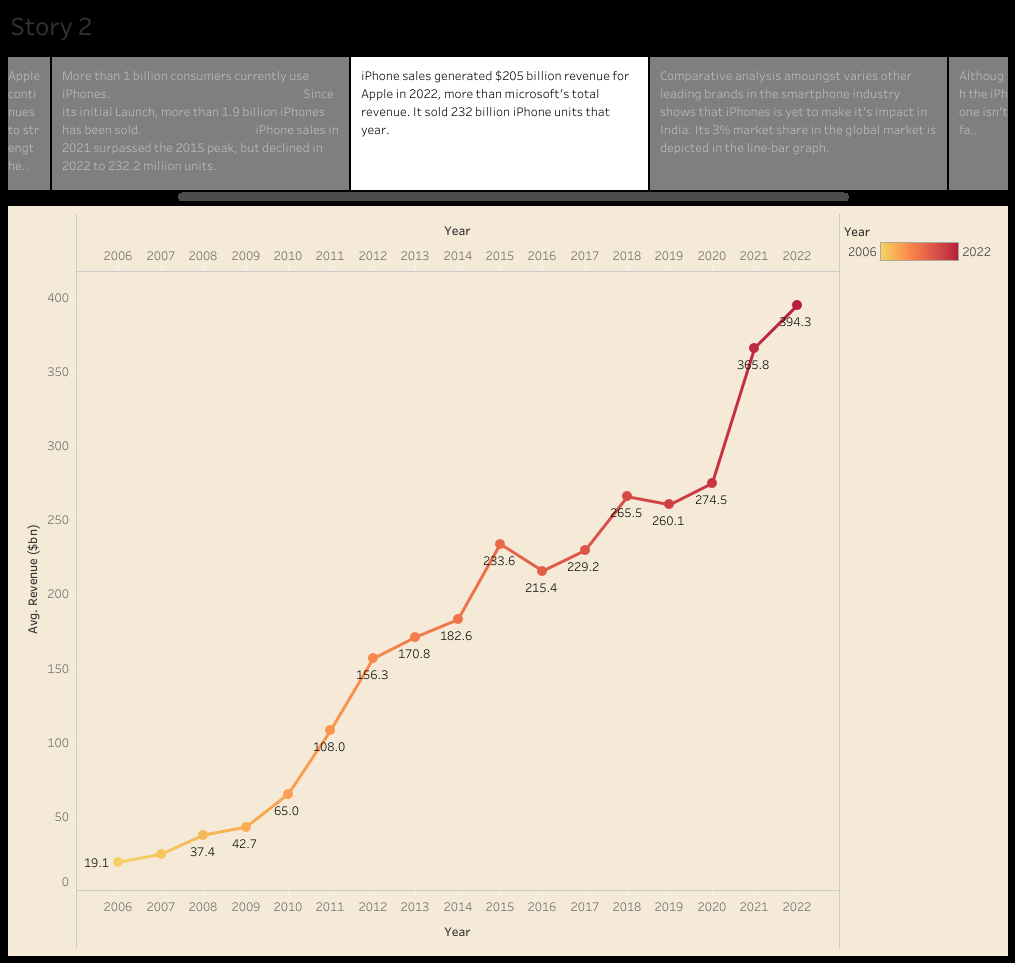 Story 2
Apple
conti
nues
to str
engt
he..
More than 1 billion consumers currently use
iPhones. Since
its initial Launch, more than 1.9 billion iPhones
has been sold. iPhone sales in
2021 surpassed the 2015 peak, but declined in
2022 to 232.2 million units.
iPhone sales generated $205 billion revenue for
Apple in 2022, more than microsoft's total
revenue. It sold 232 billion iPhone units that
year.
Comparative analysis amoungst varies other
leading brands in the smartphone industry
shows that iPhones is yet to make it's impact in
India. Its 3% market share in the global market is
depicted in the line-bar graph.
Althoug
h the iPh
one isn't
fa..
Year
2006 2007 2008 2009 2010 2011 2012 2013 2014 2015 2016 2017 2018 2019 2020 2021 2022
Year
2006 2022
400
350
300
250
200
150
100
50
0
Avg. Revenue ($bn)
394.3
365.8
274.5
265.5
260.1
233.6
229.2
215.4
182.6
170.8
156.3
108.0
65.0
42.7
37.4
19.1
2006 2007 2008 2009 2010 2011 2012 2013 2014 2015 2016 2017 2018 2019 2020 2021 2022
Year